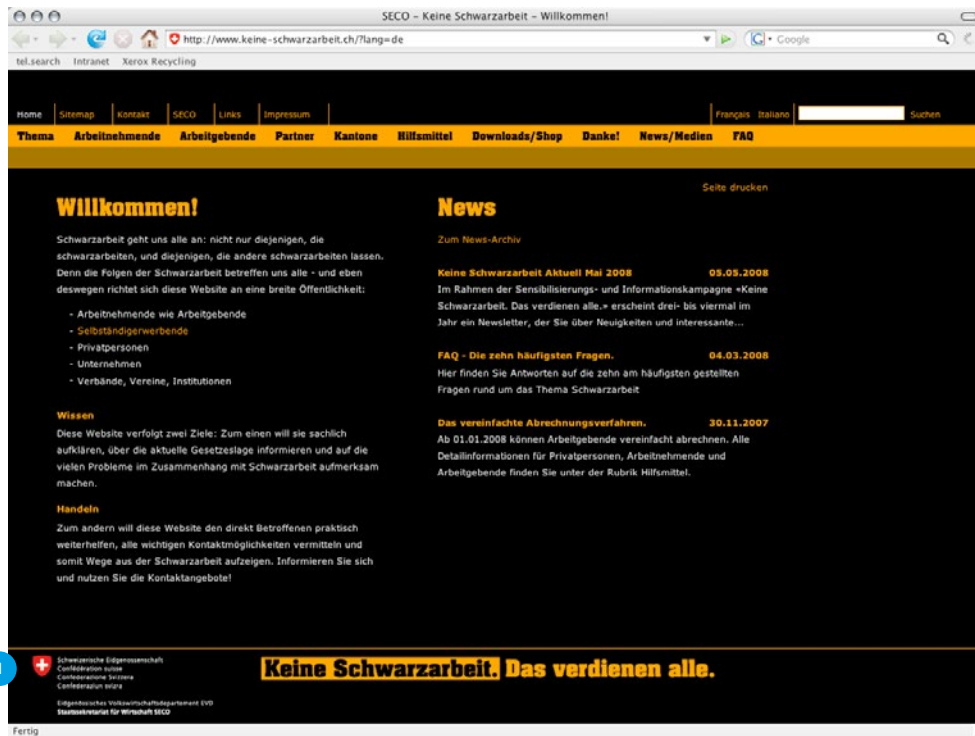 SECO – Keine Schwarzarbeit – Willkommen!
http://www.keine-schwarzarbeit.ch/?lang=de
Google
tel.search Intranet Xerox Recycling
Home Sitemap Kontakt SECO Links Impressum Français Italiano Suchen
Thema Arbeitnehmende Arbeitgebende Partner Kantone Hilfsmittel Downloads/Shop Danke! News/Medien FAQ
Seite drucken
Willkommen!
Schwarzarbeit geht uns alle an: nicht nur diejenigen, die
schwarzarbeiten, und diejenigen, die andere schwarzarbeiten lassen.
Denn die Folgen der Schwarzarbeit betreffen uns alle - und eben
deswegen richtet sich diese Website an eine breite Öffentlichkeit:
- Arbeitnehmende wie Arbeitgebende
- Selbständigerwerbende
- Privatpersonen
- Unternehmen
- Verbände, Vereine, Institutionen
Wissen
Diese Website verfolgt zwei Ziele: Zum einen will sie sachlich
aufklären, über die aktuelle Gesetzeslage informieren und auf die
vielen Probleme im Zusammenhang mit Schwarzarbeit aufmerksam
machen.
Handeln
Zum andern will diese Website den direkt Betroffenen praktisch
weiterhelfen, alle wichtigen Kontaktmöglichkeiten vermitteln und
somit Wege aus der Schwarzarbeit aufzeigen. Informieren Sie sich
und nutzen Sie die Kontaktangebote!
News
Zum News-Archiv
Keine Schwarzarbeit Aktuell Mai 2008 05.05.2008
Im Rahmen der Sensibilisierungs- und Informationskampagne «Keine
Schwarzarbeit. Das verdienen alle.» erscheint drei- bis viermal im
Jahr ein Newsletter, der Sie über Neuigkeiten und interessante...
FAQ - Die zehn häufigsten Fragen. 04.03.2008
Hier finden Sie Antworten auf die zehn am häufigsten gestellten
Fragen rund um das Thema Schwarzarbeit
Das vereinfachte Abrechnungsverfahren. 30.11.2007
Ab 01.01.2008 können Arbeitgebende vereinfacht abrechnen. Alle
Detailinformationen für Privatpersonen, Arbeitnehmende und
Arbeitgebende finden Sie unter der Rubrik Hilfsmittel.
Schweizerische Eidgenossenschaft
Confédération suisse
Confederazione Svizzera
Confederaziun svizra
Eidgenössisches Volkswirtschaftsdepartement EVD
Staatssekretariat für Wirtschaft SECO
Keine Schwarzarbeit. Das verdienen alle.
Fertig